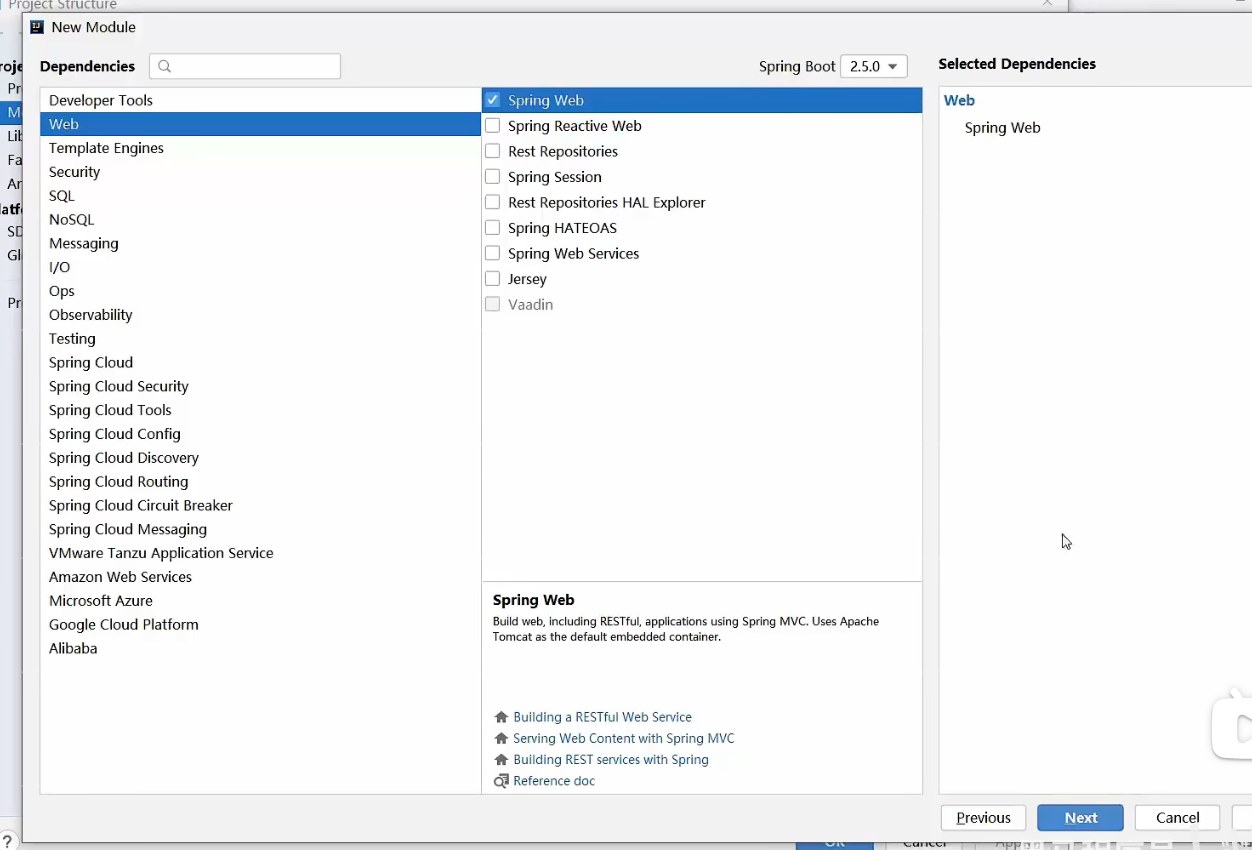 Project Structure
New Module
Dependencies
Spring Boot 2.5.0
Selected Dependencies
Developer Tools
Web
Template Engines
Security
SQL
NoSQL
Messaging
I/O
Ops
Observability
Testing
Spring Cloud
Spring Cloud Security
Spring Cloud Tools
Spring Cloud Config
Spring Cloud Discovery
Spring Cloud Routing
Spring Cloud Circuit Breaker
Spring Cloud Messaging
VMware Tanzu Application Service
Amazon Web Services
Microsoft Azure
Google Cloud Platform
Alibaba
Spring Web
Spring Reactive Web
Rest Repositories
Spring Session
Rest Repositories HAL Explorer
Spring HATEOAS
Spring Web Services
Jersey
Vaadin
Spring Web
Build web, including RESTful, applications using Spring MVC. Uses Apache
Tomcat as the default embedded container.
Building a RESTful Web Service
Serving Web Content with Spring MVC
Building REST services with Spring
Reference doc
Web
Spring Web
Previous
Next
Cancel
?
OK
Cancel